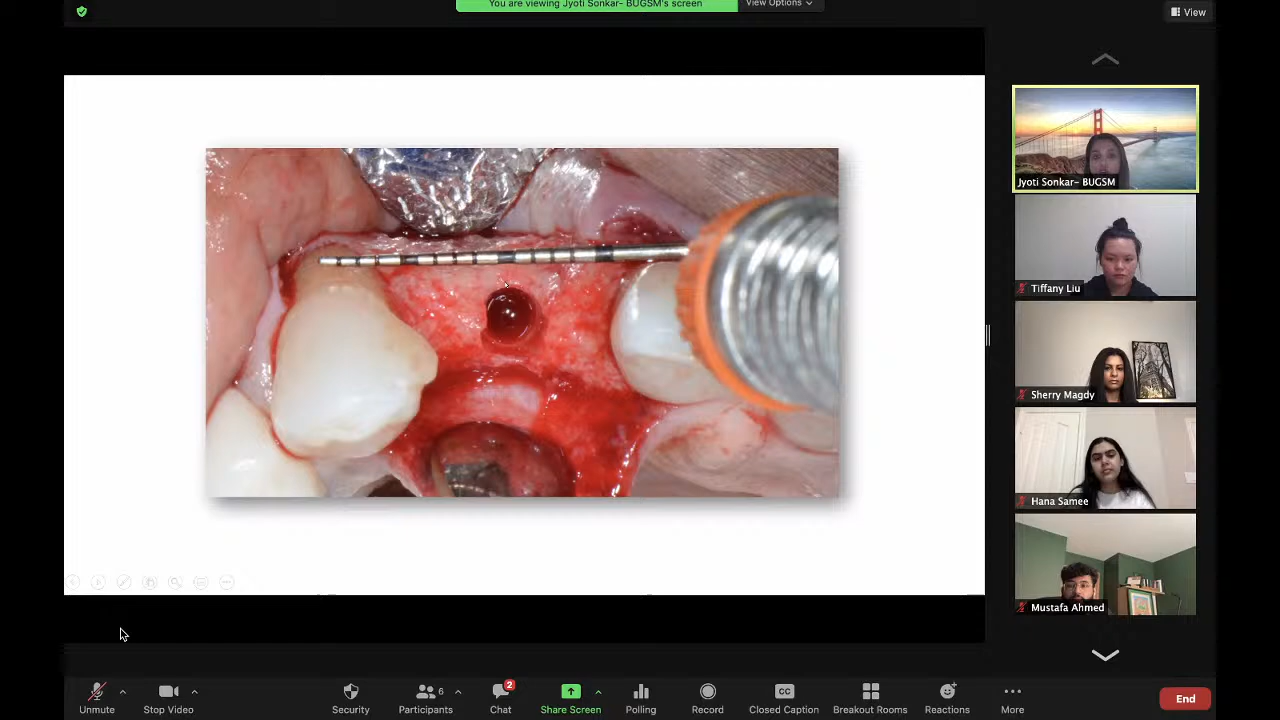 You are viewing Jyoti Sonkar- BUGSM's screen
View Options
View
Jyoti Sonkar- BUGSM
Tiffany Liu
Sherry Magdy
Hana Samee
Mustafa Ahmed
Unmute
Stop Video
Security
Participants
6
Chat
2
Share Screen
Polling
Record
CC
Closed Caption
Breakout Rooms
Reactions
More
End